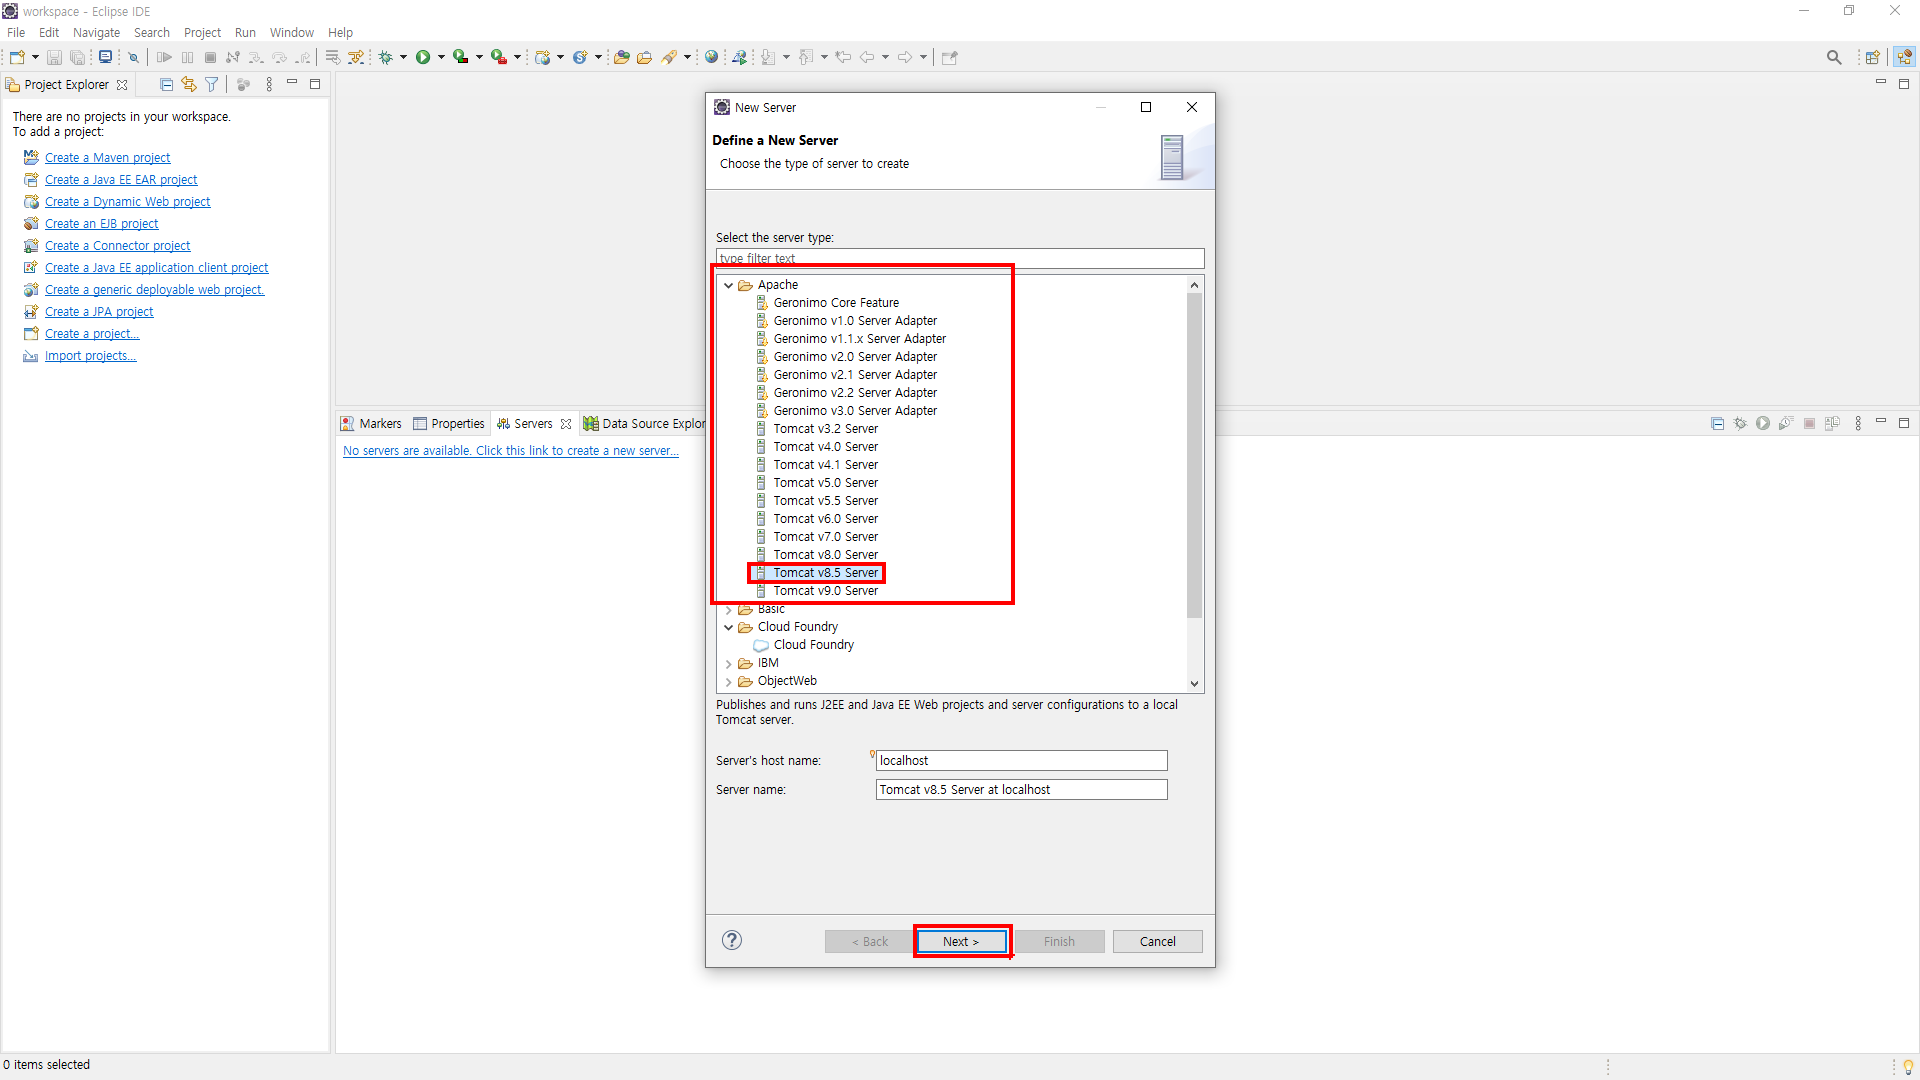 workspace - Eclipse IDE
File Edit Navigate Search Project Run Window Help
Project Explorer
There are no projects in your workspace.
To add a project:
Create a Maven project
Create a Java EE EAR project
Create a Dynamic Web project
Create an EJB project
Create a Connector project
Create a Java EE application client project
Create a generic deployable web project.
Create a JPA project
Create a project...
Import projects...
Markers Properties Servers Data Source Explor
No servers are available. Click this link to create a new server...
New Server
Define a New Server
Choose the type of server to create
Select the server type:
type filter text
Apache
Geronimo Core Feature
Geronimo v1.0 Server Adapter
Geronimo v1.1.x Server Adapter
Geronimo v2.0 Server Adapter
Geronimo v2.1 Server Adapter
Geronimo v2.2 Server Adapter
Geronimo v3.0 Server Adapter
Tomcat v3.2 Server
Tomcat v4.0 Server
Tomcat v4.1 Server
Tomcat v5.0 Server
Tomcat v5.5 Server
Tomcat v6.0 Server
Tomcat v7.0 Server
Tomcat v8.0 Server
Tomcat v8.5 Server
Tomcat v9.0 Server
Basic
Cloud Foundry
Cloud Foundry
IBM
ObjectWeb
Publishes and runs J2EE and Java EE Web projects and server configurations to a local
Tomcat server.
Server's host name: localhost
Server name: Tomcat v8.5 Server at localhost
? < Back Next > Finish Cancel
0 items selected